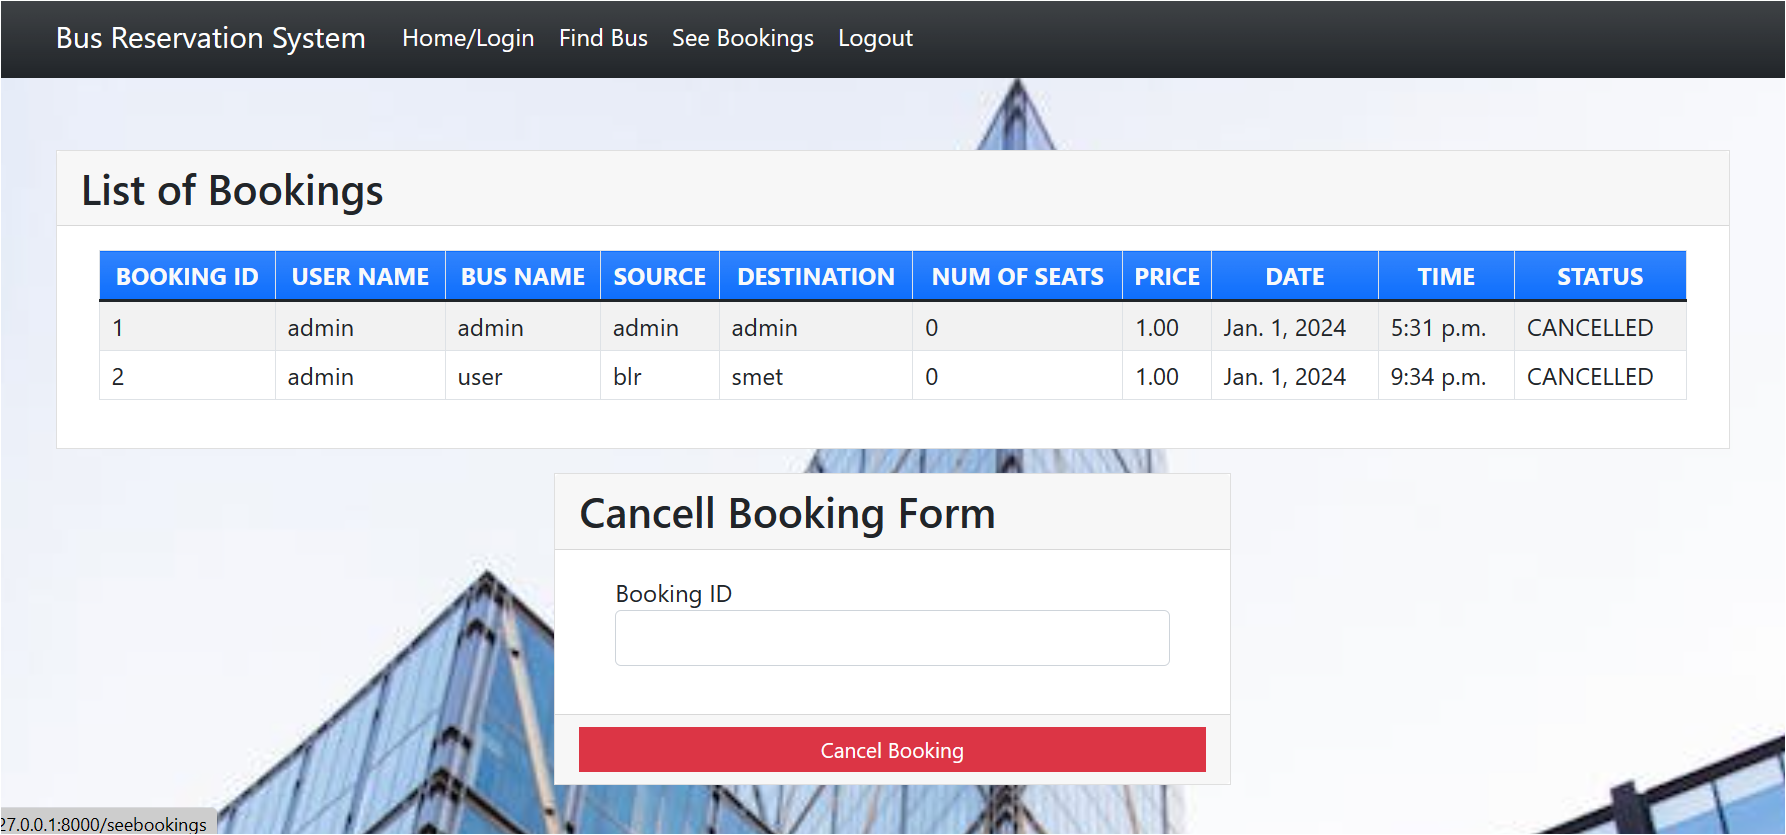 Bus Reservation System Home/Login Find Bus See Bookings Logout
List of Bookings
BOOKING ID USER NAME BUS NAME SOURCE DESTINATION NUM OF SEATS PRICE DATE TIME STATUS
1 admin admin admin admin 0 1.00 Jan. 1, 2024 5:31 p.m. CANCELLED
2 admin user blr smet 0 1.00 Jan. 1, 2024 9:34 p.m. CANCELLED
Cancell Booking Form
Booking ID
Cancel Booking
27.0.0.1:8000/seebookings